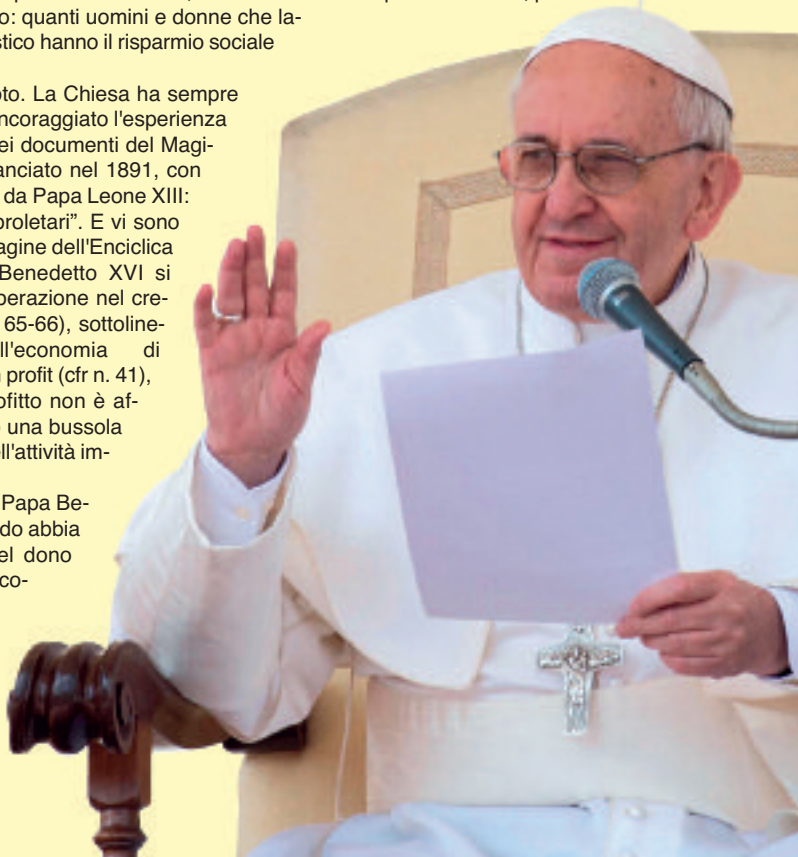 o: quanti uomini e donne che la-
stico hanno il risparmio sociale
oto. La Chiesa ha sempre
ncoraggiato l'esperienza
ei documenti del Magi-
anciato nel 1891, con
da Papa Leone XIII:
proletari”. E vi sono
agine dell'Enciclica
Benedetto XVI si
perazione nel cre-
65-66), sottoline-
ll'economia di
profit (cfr n. 41),
ofitto non è af-
una bussola
ell'attività im-
Papa Be-
do abbia
el dono
co-